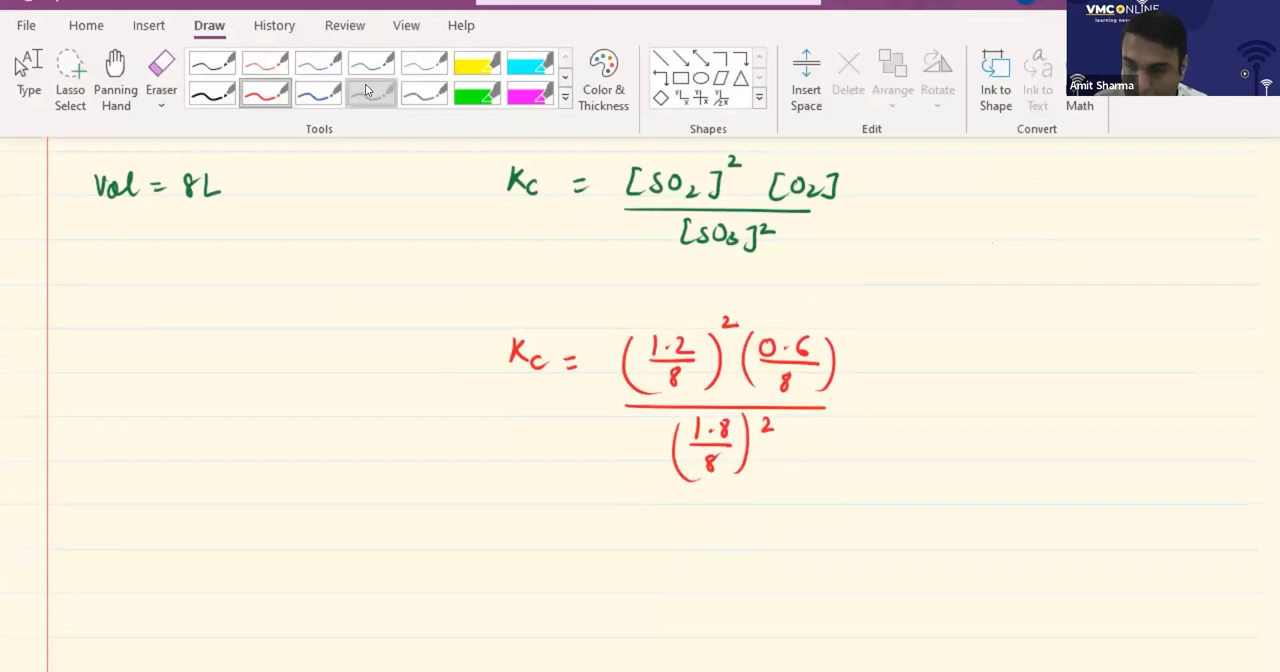 File Home Insert Draw History Review View Help
VMC ONLINE
AI
Type Lasso Select Panning Hand Eraser Color & Thickness Insert Space Delete Arrange Rotate Ink to Shape Ink to Text Math
Amit Sharma
Tools Shapes Edit Convert
Vol = 8L
Kc = [SO2]² [O2]
[SO3]²
Kc = (1.2/8)² (0.6/8)
(1.8/8)²